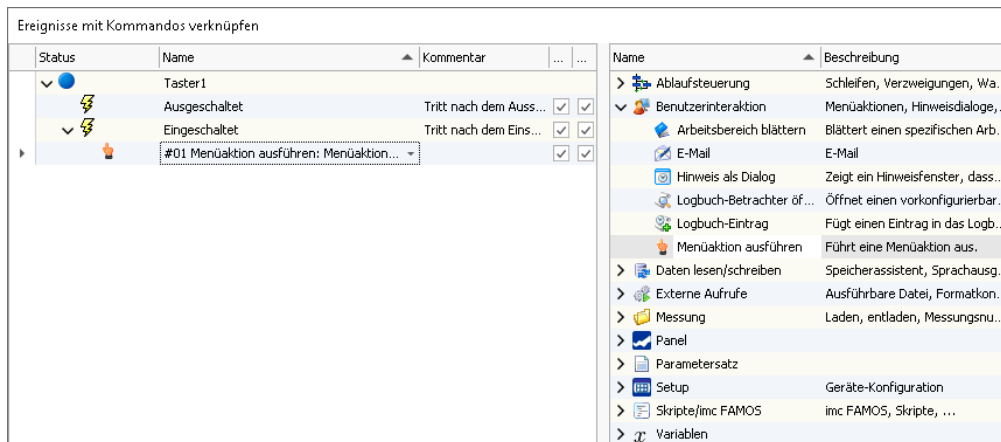 Ereignisse mit Kommandos verknüpfen
Status Name Kommentar ... ...
Taster1
Ausgeschaltet Tritt nach dem Auss...
Eingeschaltet Tritt nach dem Eins...
#01 Menüaktion ausführen: Menüaktion...
Name Beschreibung
Ablaufsteuerung Schleifen, Verzweigungen, Wa...
Benutzerinteraktion Menüaktionen, Hinweisdialoge,...
Arbeitsbereich blättern Blättert einen spezifischen Arb...
E-Mail E-Mail
Hinweis als Dialog Zeigt ein Hinweisfenster, dass...
Logbuch-Betrachter öf... Öffnet einen vorkonfigurierbar...
Logbuch-Eintrag Fügt einen Eintrag in das Logb...
Menüaktion ausführen Führt eine Menüaktion aus.
Daten lesen/schreiben Speicherassistent, Sprachausg...
Externe Aufrufe Ausführbare Datei, Formatkon...
Messung Laden, entladen, Messungsnu...
Panel
Parametersatz
Setup Geräte-Konfiguration
Skripte/imc FAMOS imc FAMOS, Skripte, ...
x Variablen